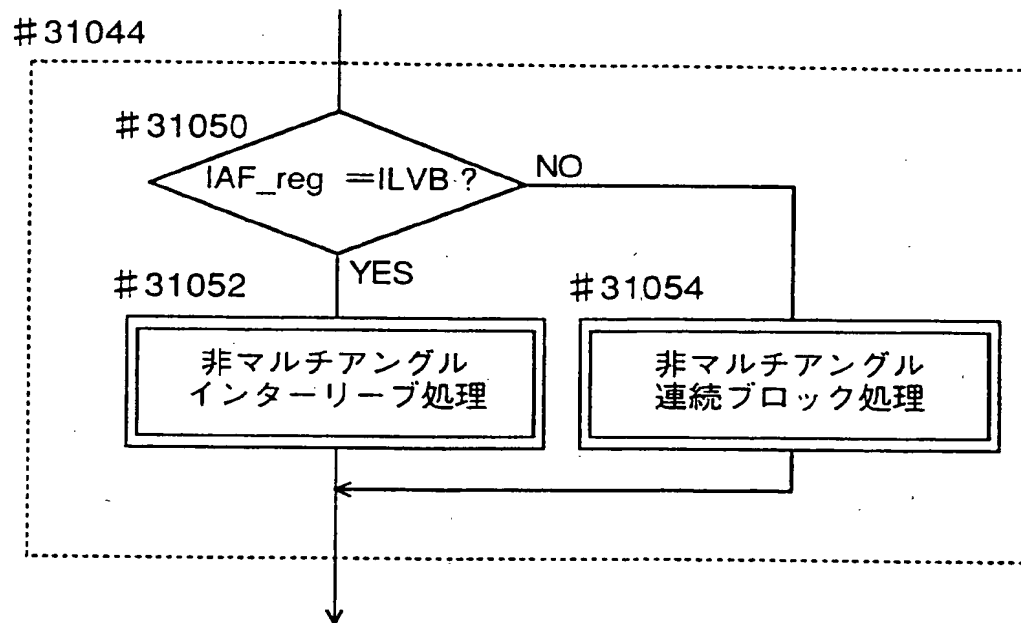 #31044
#31050
IAF_reg =ILVB ?
NO
YES
#31052
#31054
非マルチアングル
インターリーブ処理
非マルチアングル
連続ブロック処理